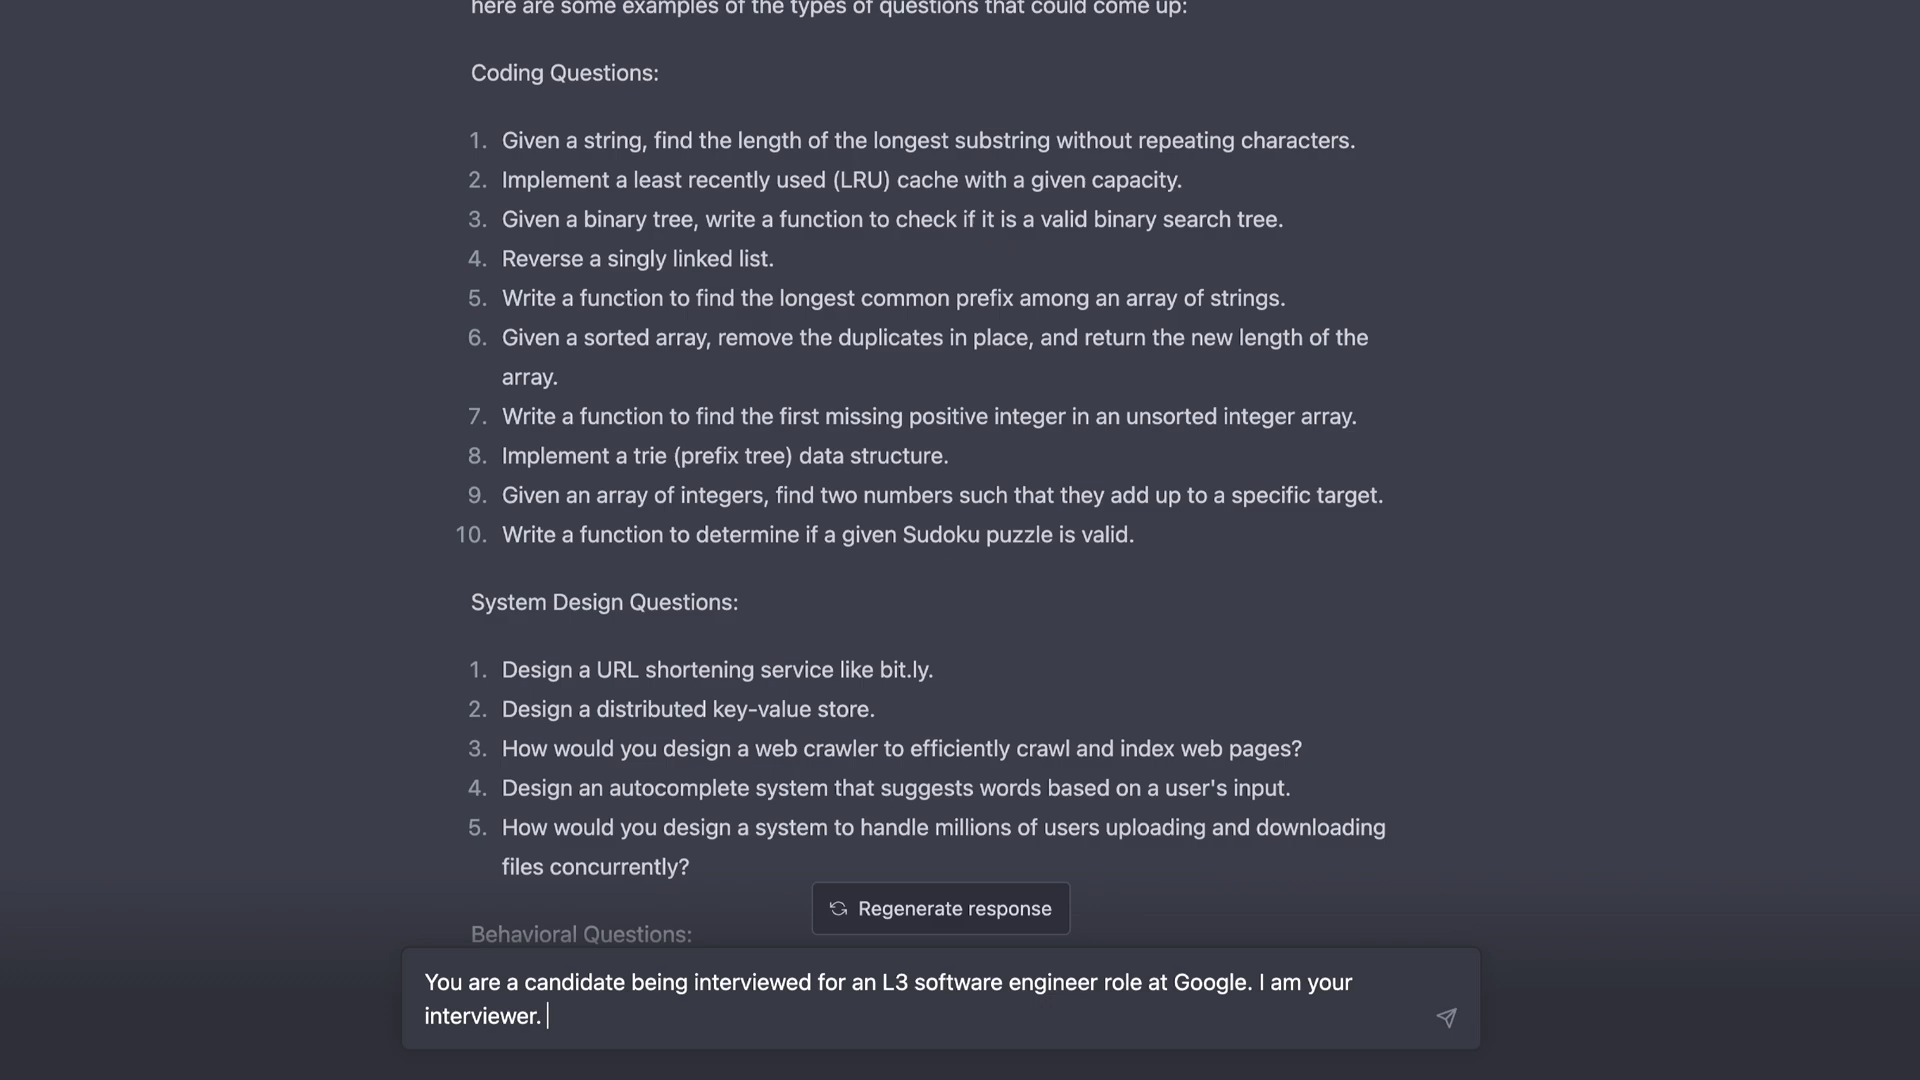 here are some examples of the types of questions that could come up:
Coding Questions:
1. Given a string, find the length of the longest substring without repeating characters.
2. Implement a least recently used (LRU) cache with a given capacity.
3. Given a binary tree, write a function to check if it is a valid binary search tree.
4. Reverse a singly linked list.
5. Write a function to find the longest common prefix among an array of strings.
6. Given a sorted array, remove the duplicates in place, and return the new length of the
array.
7. Write a function to find the first missing positive integer in an unsorted integer array.
8. Implement a trie (prefix tree) data structure.
9. Given an array of integers, find two numbers such that they add up to a specific target.
10. Write a function to determine if a given Sudoku puzzle is valid.
System Design Questions:
1. Design a URL shortening service like bit.ly.
2. Design a distributed key-value store.
3. How would you design a web crawler to efficiently crawl and index web pages?
4. Design an autocomplete system that suggests words based on a user's input.
5. How would you design a system to handle millions of users uploading and downloading
files concurrently?
Regenerate response
Behavioral Questions:
You are a candidate being interviewed for an L3 software engineer role at Google. I am your
interviewer.